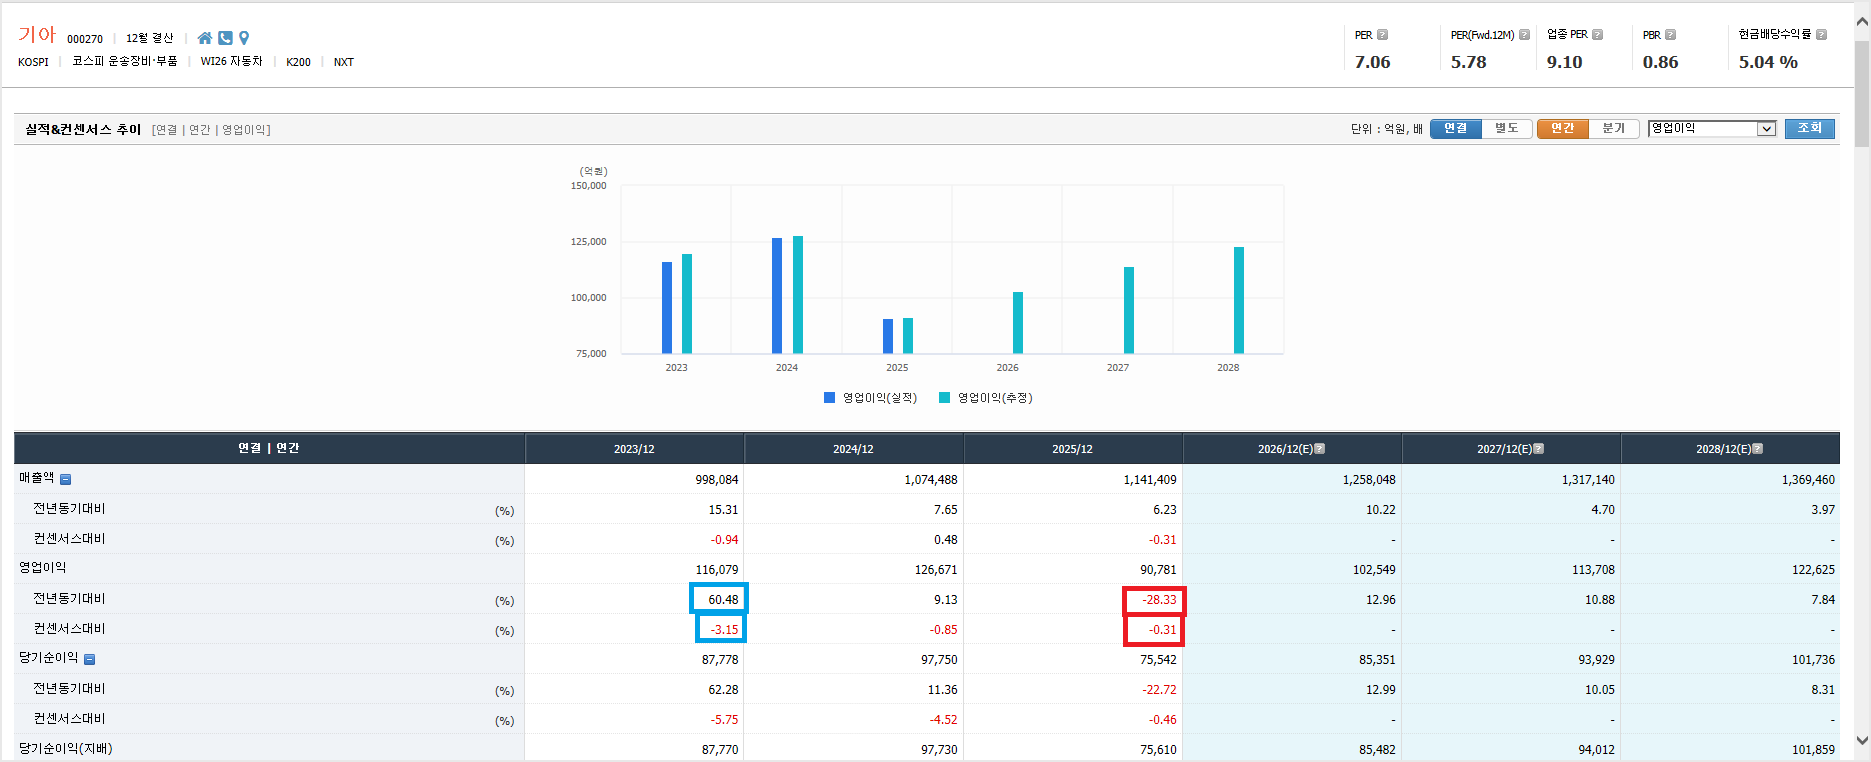 기아 000270 12월 결산
KOSPI 코스피 운송장비·부품 WI26 자동차 K200 NXT
PER PER(Fwd.12M) 업종 PER PBR 현금배당수익률
7.06 5.78 9.10 0.86 5.04 %
실적&컨센서스 추이 [연결 | 연간 | 영업이익]
단위 : 억원, 배 연결 별도 연간 분기 영업이익 조회
(억원)
150,000
125,000
100,000
75,000
2023 2024 2025 2026 2027 2028
영업이익(실적) 영업이익(추정)
연결 | 연간 2023/12 2024/12 2025/12 2026/12(E) 2027/12(E) 2028/12(E)
매출액 998,084 1,074,488 1,141,409 1,258,048 1,317,140 1,369,460
전년동기대비 (%) 15.31 7.65 6.23 10.22 4.70 3.97
컨센서스대비 (%) -0.94 0.48 -0.31 - - -
영업이익 116,079 126,671 90,781 102,549 113,708 122,625
전년동기대비 (%) 60.48 9.13 -28.33 12.96 10.88 7.84
컨센서스대비 (%) -3.15 -0.85 -0.31 - - -
당기순이익 87,778 97,750 75,542 85,351 93,929 101,736
전년동기대비 (%) 62.28 11.36 -22.72 12.99 10.05 8.31
컨센서스대비 (%) -5.75 -4.52 -0.46 - - -
당기순이익(지배) 87,770 97,730 75,610 85,482 94,012 101,859